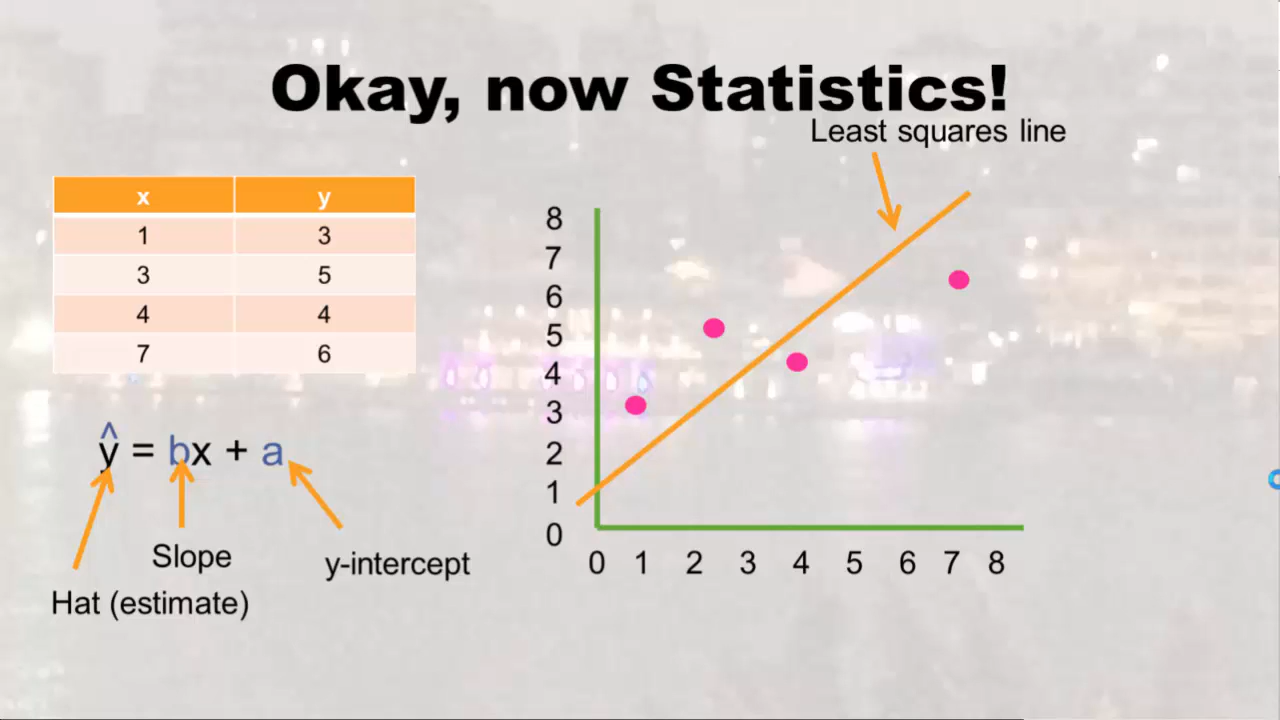 Okay, now Statistics!
Least squares line
x y
1 3
3 5
4 4
7 6
ŷ = bx + a
Slope
y-intercept
Hat (estimate)
8
7
6
5
4
3
2
1
0
0 1 2 3 4 5 6 7 8